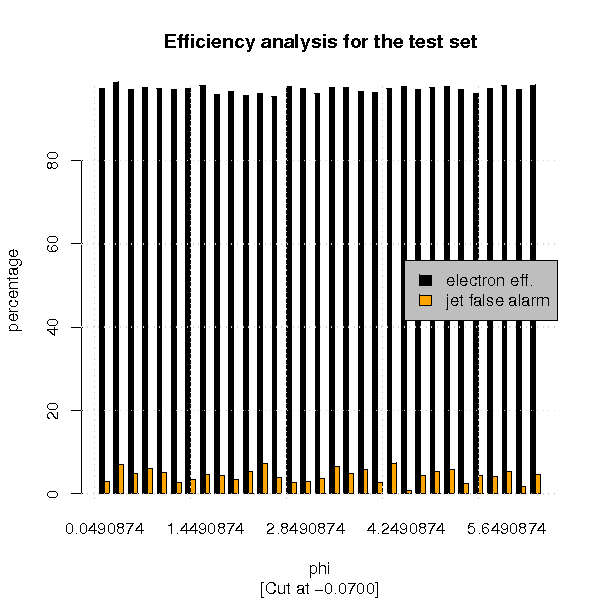 Efficiency analysis for the test set
percentage
80
60
40
20
0
electron eff.
jet false alarm
0.0490874 1.4490874 2.8490874 4.2490874 5.6490874
phi
[Cut at −0.0700]